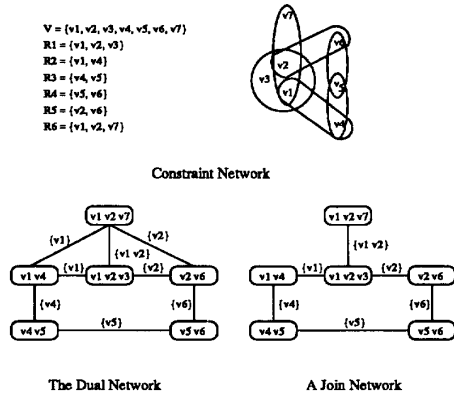 V = {v1, v2, v3, v4, v5, v6, v7}
R1 = {v1, v2, v3}
R2 = {v1, v4}
R3 = {v4, v5}
R4 = {v5, v6}
R5 = {v2, v6}
R6 = {v1, v2, v7}
v7
v6
v2
v3
v5
v1
v4
Constraint Network
v1 v2 v7
{v1}
{v1 v2}
{v2}
v1 v4
{v1}
v1 v2 v3
{v2}
v2 v6
{v4}
{v6}
v4 v5
{v5}
v5 v6
The Dual Network
v1 v2 v7
{v1 v2}
v1 v4
{v1}
v1 v2 v3
{v2}
v2 v6
{v4}
{v6}
v4 v5
{v5}
v5 v6
A Join Network